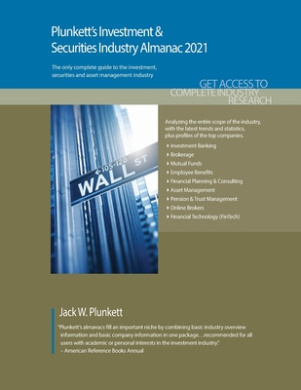 Plunkett's Investment &
Securities Industry Almanac 2021
The only complete guide to the investment,
securities and asset management industry
GET ACCESS TO
COMPLETE INDUSTRY
RESEARCH
Analyzing the entire scope of the industry,
with the latest trends and statistics,
plus profiles of the top companies.
Investment Banking
Brokerage
Mutual Funds
Employee Benefits
Financial Planning & Consulting
Asset Management
Pension & Trust Management
Online Brokers
Financial Technology (FinTech)
WALL ST
Jack W. Plunkett
"Plunkett's almanacs fill an important niche by combining basic industry overview
information and basic company information in one package. . .recommended for all
users with academic or personal interests in the investment industry."
– American Reference Books Annual